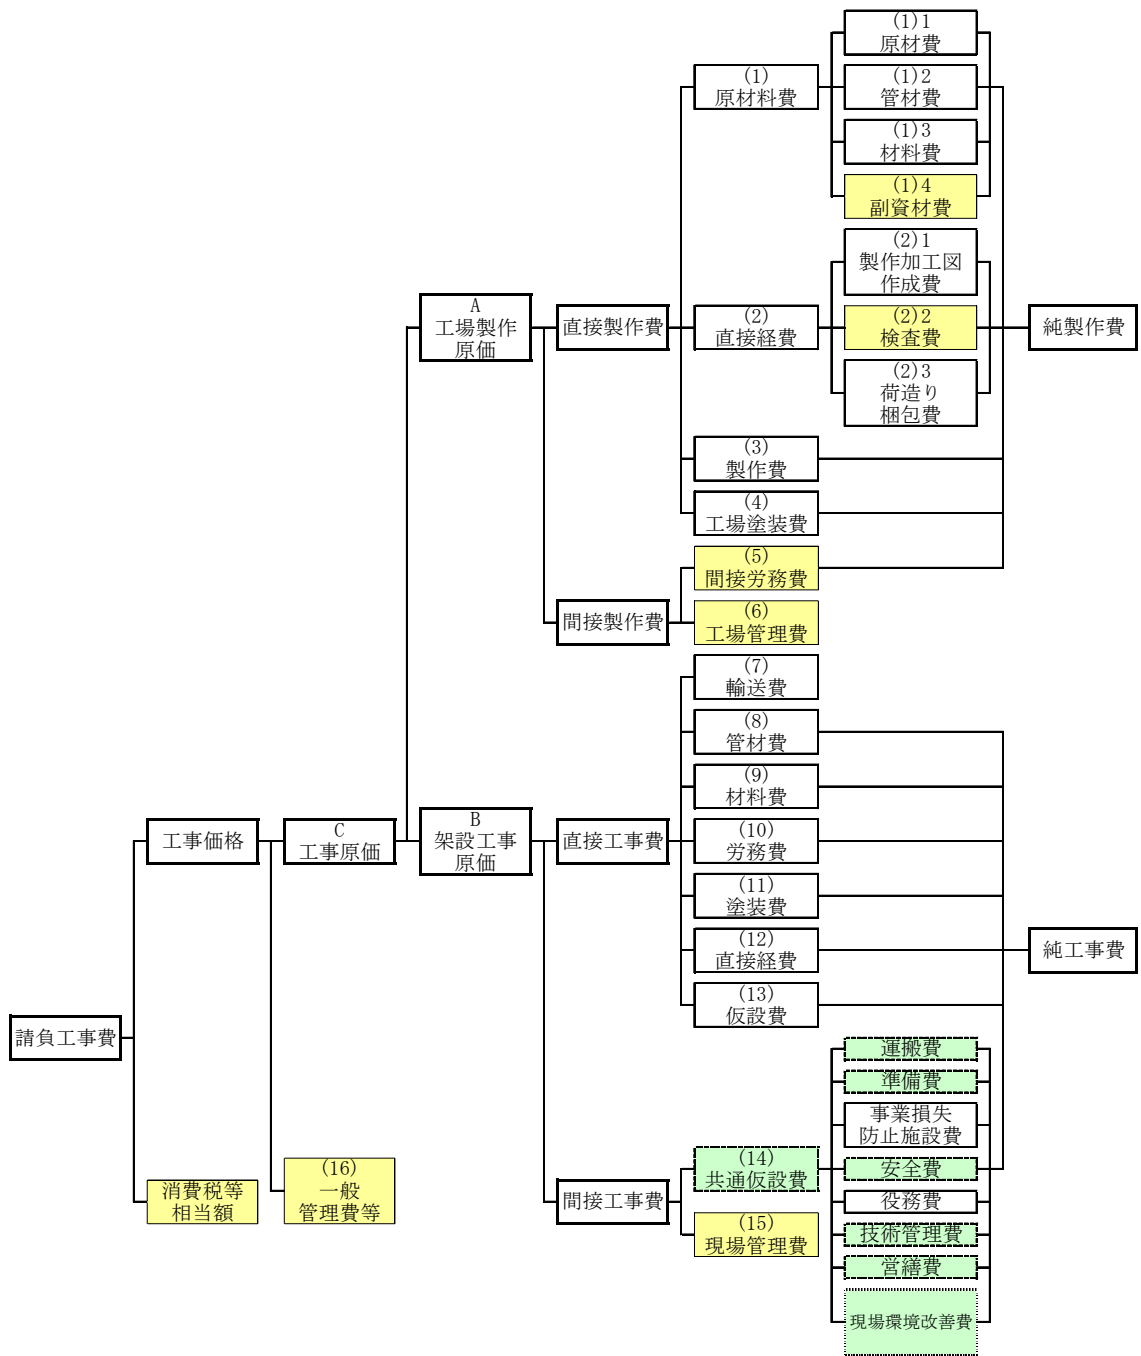 (1)1
原材費
(1)
原材料費
(1)2
管材費
(1)3
材料費
(1)4
副資材費
(2)1
製作加工図
作成費
A
工場製作
原価
直接製作費
(2)
直接経費
(2)2
検査費
純製作費
(2)3
荷造り
梱包費
(3)
製作費
(4)
工場塗装費
(5)
間接労務費
間接製作費
(6)
工場管理費
(7)
輸送費
(8)
管材費
(9)
材料費
工事価格
C
工事原価
B
架設工事
原価
直接工事費
(10)
労務費
(11)
塗装費
(12)
直接経費
純工事費
(13)
仮設費
請負工事費
運搬費
準備費
事業損失
防止施設費
(14)
共通仮設費
安全費
消費税等
相当額
(16)
一般
管理費等
間接工事費
役務費
(15)
現場管理費
技術管理費
営繕費
現場環境改善費